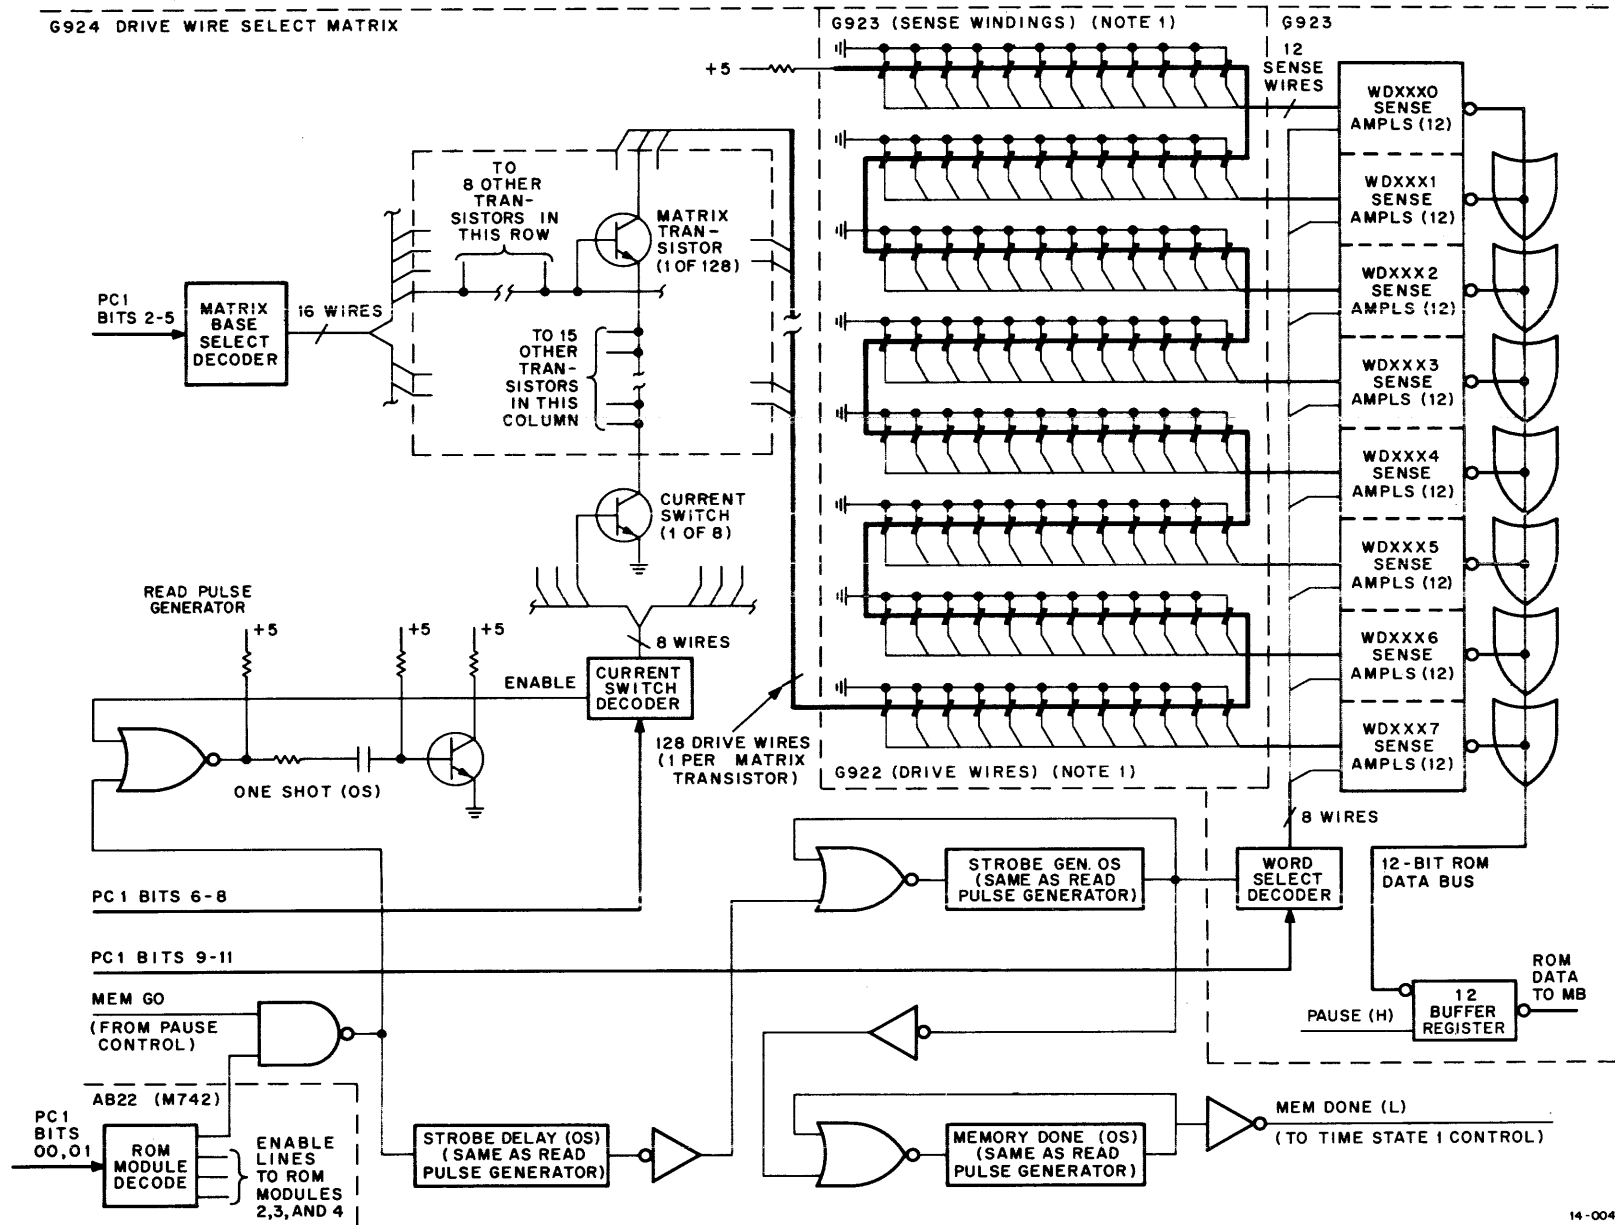 G924 DRIVE WIRE SELECT MATRIX
G923 (SENSE WINDINGS) (NOTE 1)
G923
12
SENSE
WIRES
+5
WDXXX0
SENSE
AMPLS (12)
WDXXX1
SENSE
AMPLS (12)
WDXXX2
SENSE
AMPLS (12)
WDXXX3
SENSE
AMPLS (12)
WDXXX4
SENSE
AMPLS (12)
WDXXX5
SENSE
AMPLS (12)
WDXXX6
SENSE
AMPLS (12)
WDXXX7
SENSE
AMPLS (12)
TO
8 OTHER
TRAN-
SISTORS IN
THIS ROW
MATRIX
TRAN-
SISTOR
(1 OF 128)
PC1
BITS 2-5
MATRIX
BASE
SELECT
DECODER
16 WIRES
TO 15
OTHER
TRAN-
SISTORS
IN THIS
COLUMN
CURRENT
SWITCH
(1 OF 8)
READ PULSE
GENERATOR
+5
+5
+5
8 WIRES
ENABLE
CURRENT
SWITCH
DECODER
ONE SHOT (OS)
128 DRIVE WIRES
(1 PER MATRIX
TRANSISTOR)
G922 (DRIVE WIRES) (NOTE 1)
8 WIRES
STROBE GEN. OS
(SAME AS READ
PULSE GENERATOR)
WORD
SELECT
DECODER
12-BIT ROM
DATA BUS
PC1 BITS 6-8
PC1 BITS 9-11
MEM GO
(FROM PAUSE
CONTROL)
PAUSE (H)
12
BUFFER
REGISTER
ROM
DATA
TO MB
AB22 (M742)
PC1
BITS
00,01
ROM
MODULE
DECODE
ENABLE
LINES
TO ROM
MODULES
2,3,AND 4
STROBE DELAY (OS)
(SAME AS READ
PULSE GENERATOR)
MEMORY DONE (OS)
(SAME AS READ
PULSE GENERATOR)
MEM DONE (L)
(TO TIME STATE 1 CONTROL)
14-004